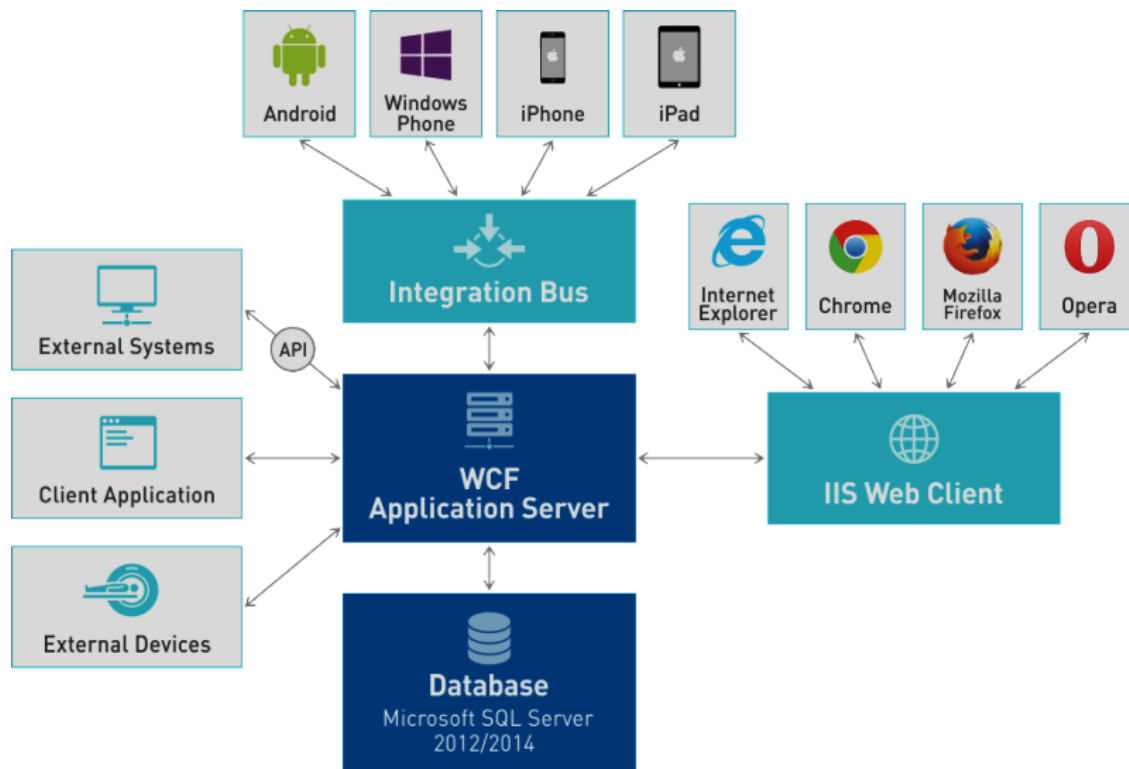 Android
Windows
Phone
iPhone
iPad
Integration Bus
Internet
Explorer
Chrome
Mozilla
Firefox
Opera
External Systems
API
Client Application
WCF
Application Server
IIS Web Client
External Devices
Database
Microsoft SQL Server
2012/2014